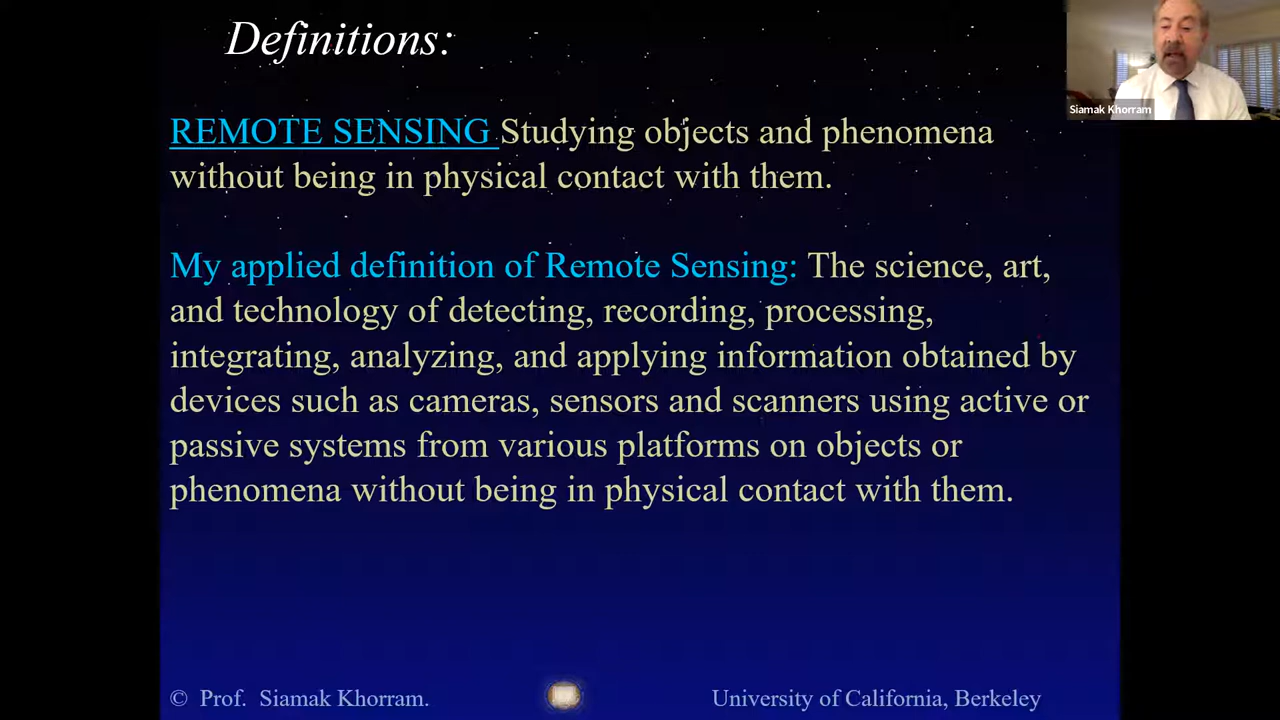 Definitions:
Siamak Khorram
REMOTE SENSING Studying objects and phenomena
without being in physical contact with them.
My applied definition of Remote Sensing: The science, art,
and technology of detecting, recording, processing,
integrating, analyzing, and applying information obtained by
devices such as cameras, sensors and scanners using active or
passive systems from various platforms on objects or
phenomena without being in physical contact with them.
© Prof. Siamak Khorram.
University of California, Berkeley